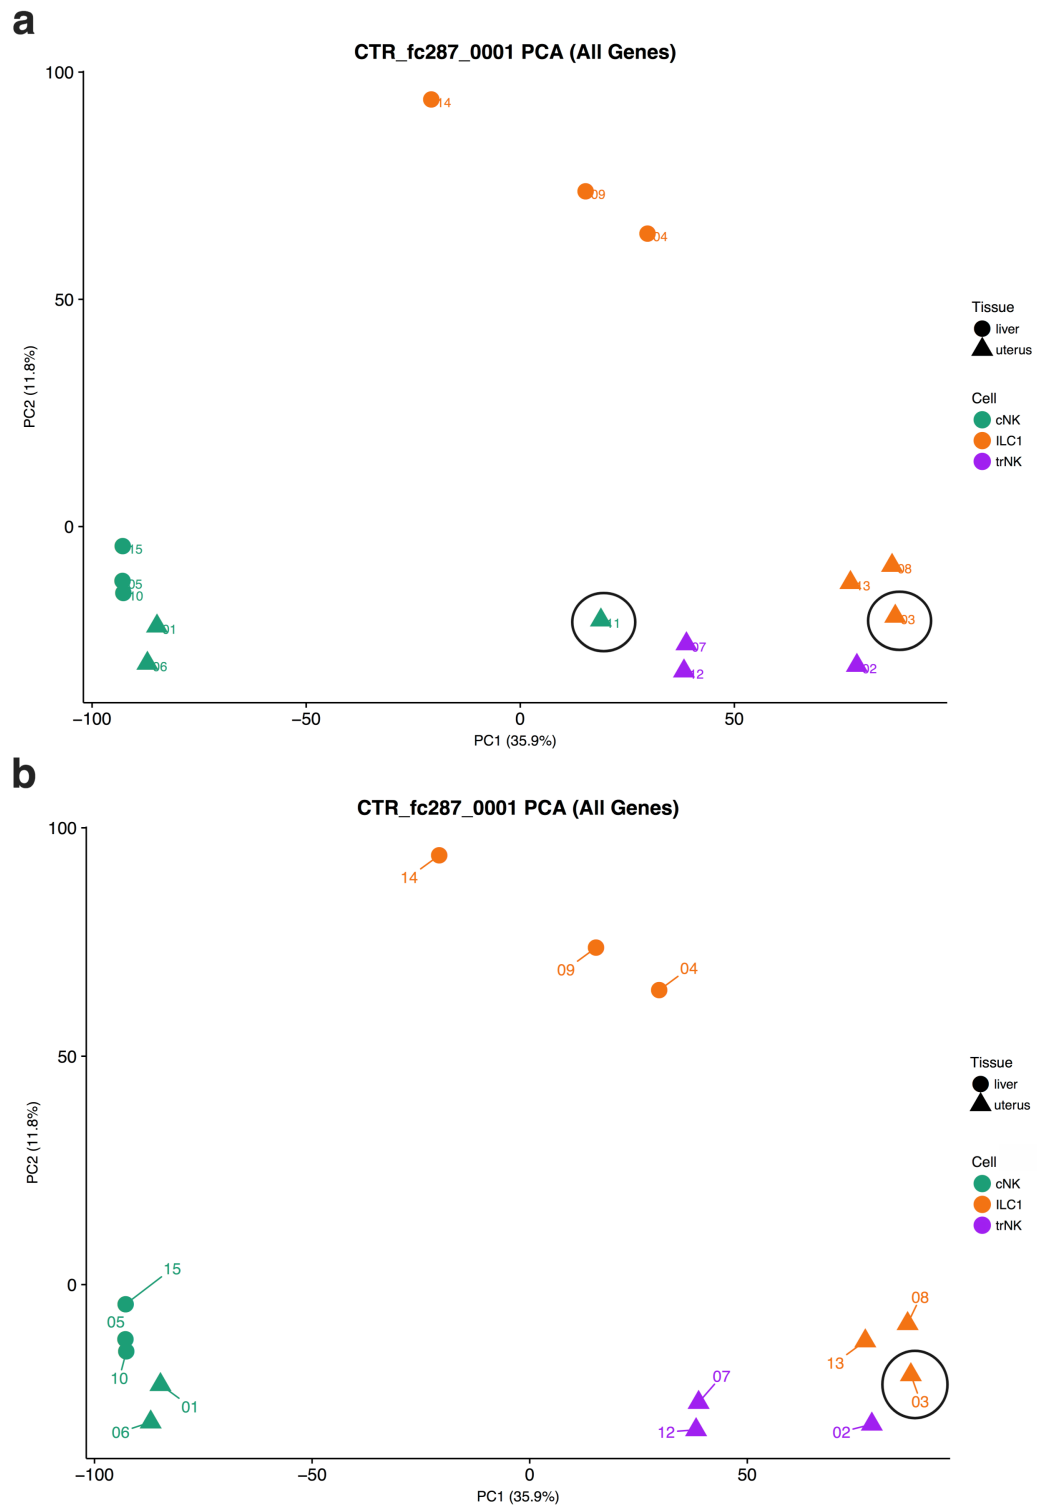 a
CTR_fc287_0001 PCA (All Genes)
100
14
09
04
50
Tissue
liver
uterus
PC2 (11.8%)
Cell
cNK
ILC1
trNK
0
15
05
10
08
13
01
11
03
07
06
12
02
−100
−50
0
50
PC1 (35.9%)
b
CTR_fc287_0001 PCA (All Genes)
100
14
09
04
50
Tissue
liver
uterus
PC2 (11.8%)
Cell
cNK
ILC1
trNK
15
0
08
05
13
10
07
03
01
06
12
02
−100
−50
0
50
PC1 (35.9%)